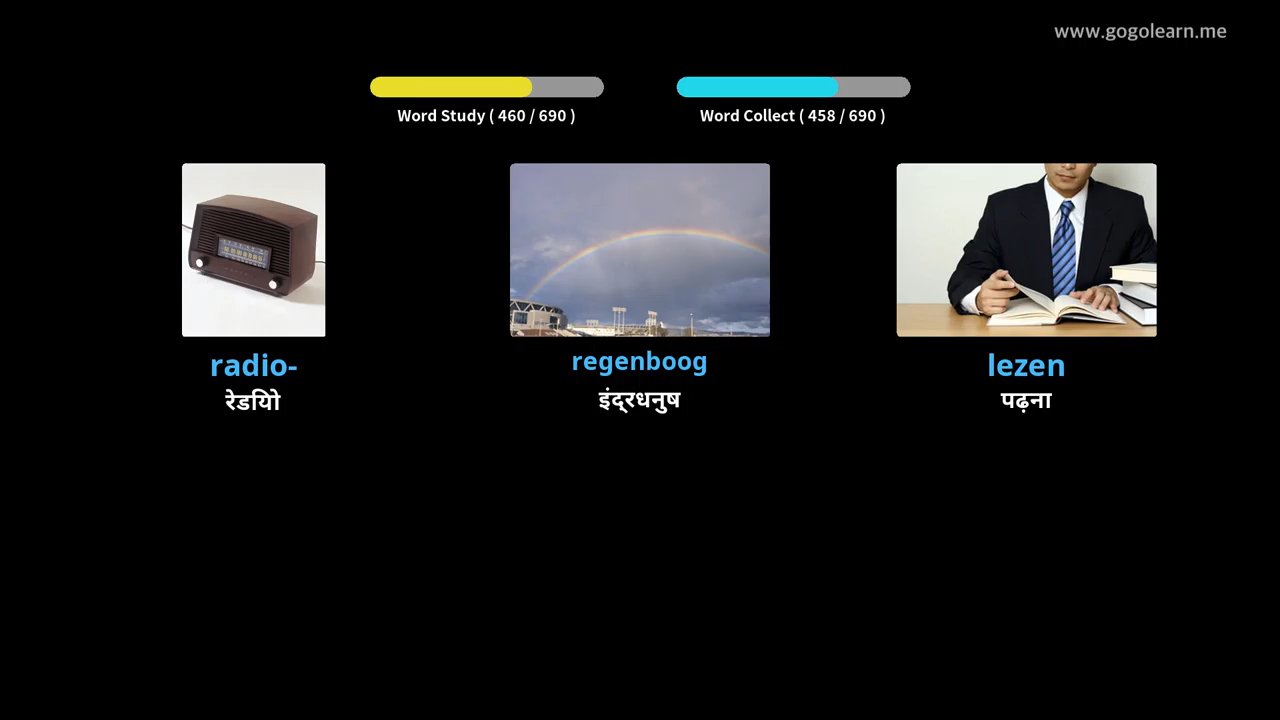 www.gogolearn.me
Word Study ( 460 / 690 )
Word Collect ( 458 / 690 )
radio-
रेडियो
regenboog
इंद्रधनुष
lezen
पढ़ना